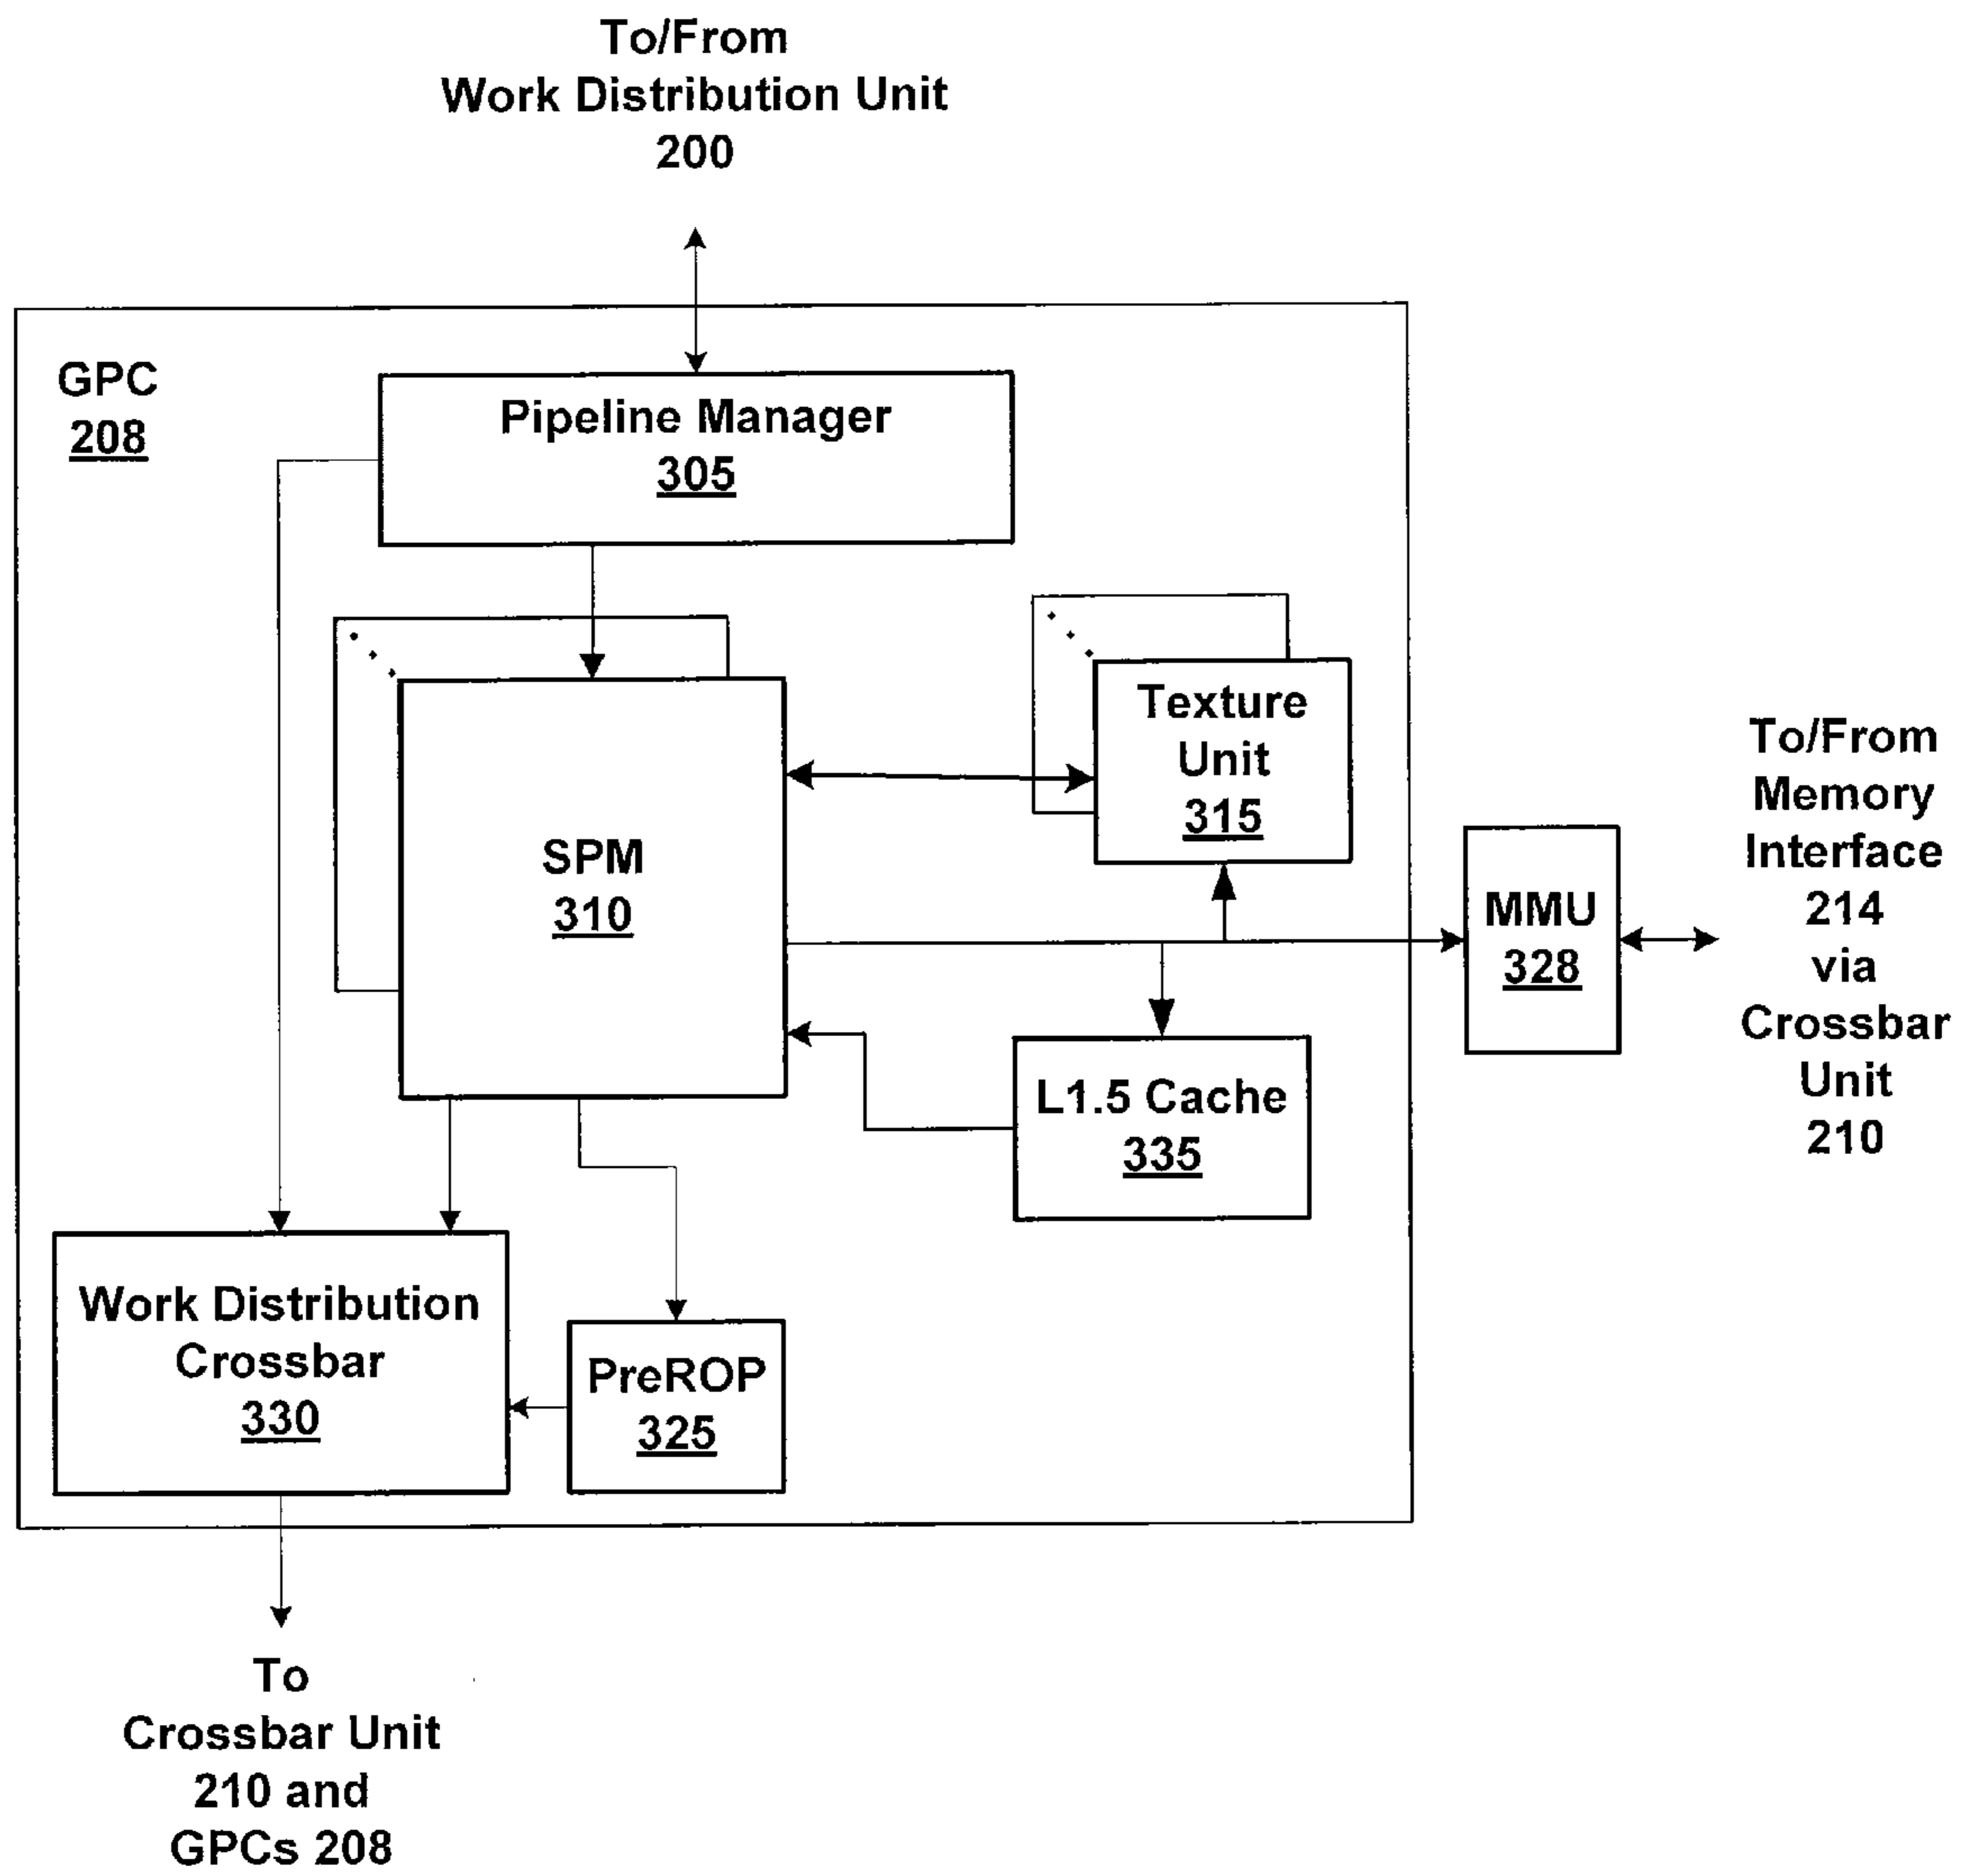 To/From
Work Distribution Unit
200
GPC
208
Pipeline Manager
305
Texture
Unit
315
SPM
310
To/From
Memory
Interface
214
via
Crossbar
Unit
210
MMU
328
L1.5 Cache
335
Work Distribution
Crossbar
330
PreROP
325
To
Crossbar Unit
210 and
GPCs 208